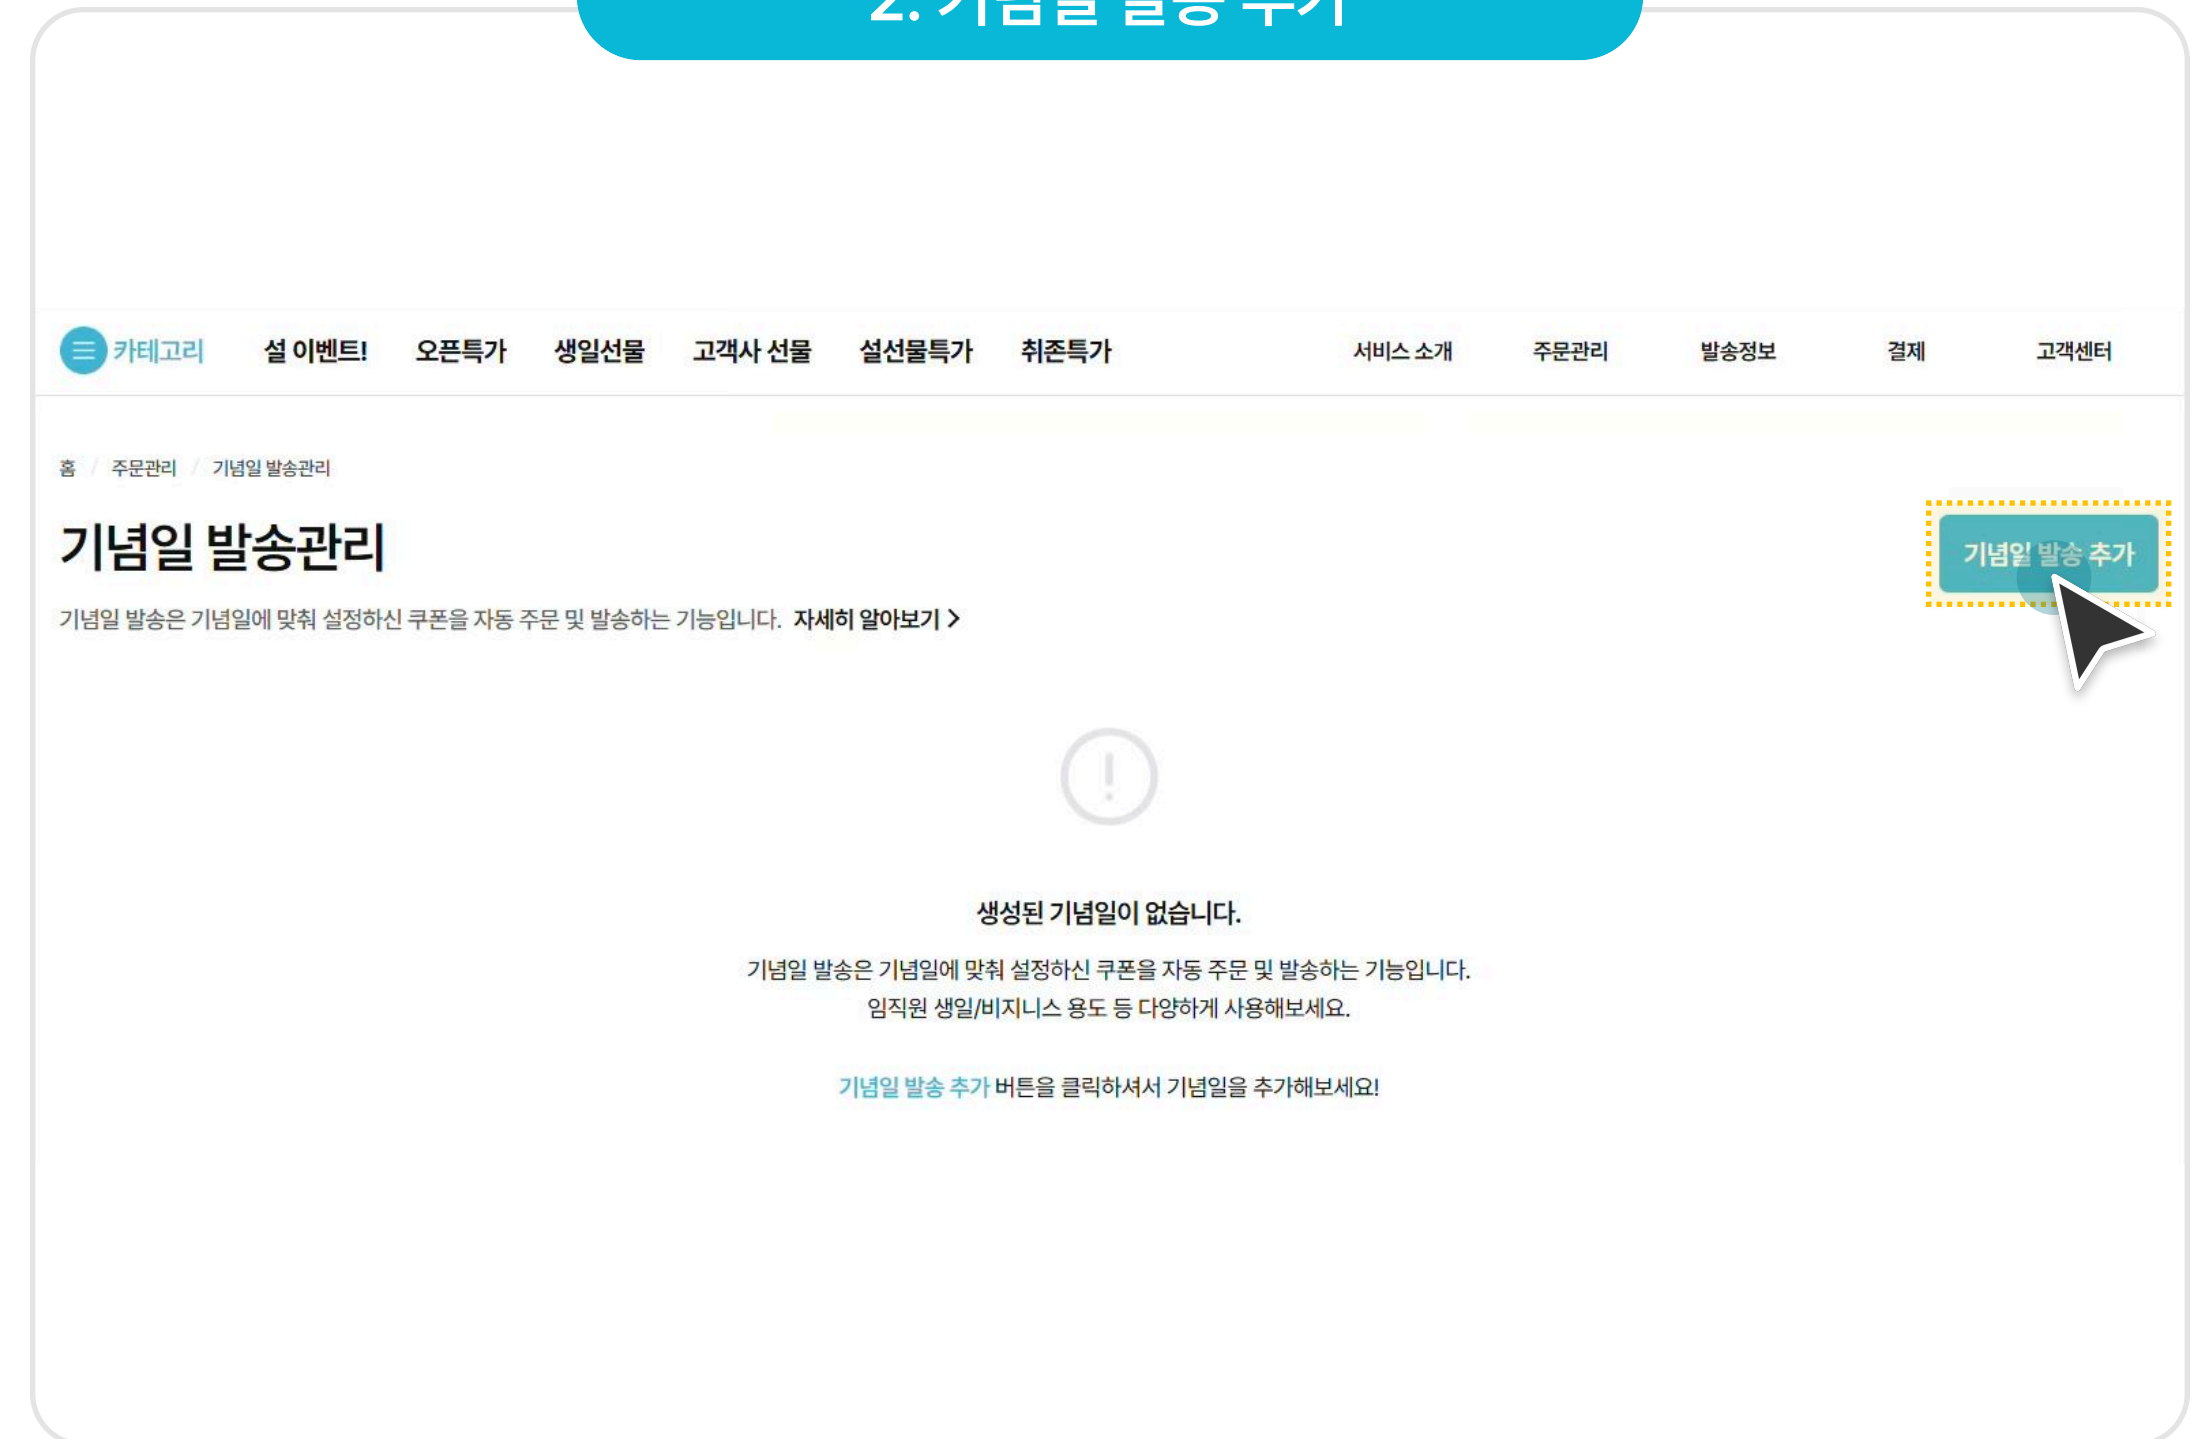 2. 기념일 발송 추가
카테고리 설 이벤트! 오픈특가 생일선물 고객사 선물 설선물특가 취존특가 서비스 소개 주문관리 발송정보 결제 고객센터
홈 / 주문관리 / 기념일 발송관리
기념일 발송관리
기념일 발송 추가
기념일 발송은 기념일에 맞춰 설정하신 쿠폰을 자동 주문 및 발송하는 기능입니다. 자세히 알아보기 >
생성된 기념일이 없습니다.
기념일 발송은 기념일에 맞춰 설정하신 쿠폰을 자동 주문 및 발송하는 기능입니다.
임직원 생일/비지니스 용도 등 다양하게 사용해보세요.
기념일 발송 추가 버튼을 클릭하셔서 기념일을 추가해보세요!